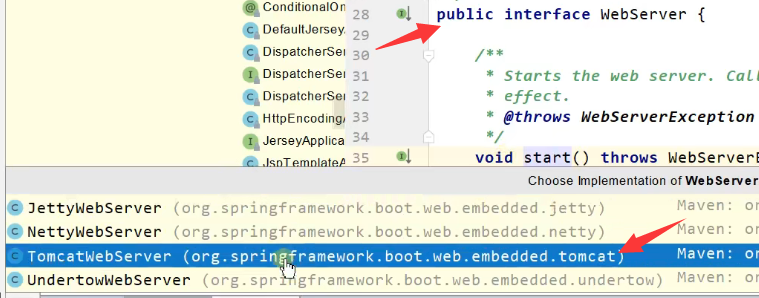 ConditionalOn
DefaultJerseyA
DispatcherSer
DispatcherSer
DispatcherSer
HttpEncodingA
JerseyApplica
JspTemplateA
28 public interface WebServer {
29
30 /**
31 * Starts the web server. Cal
32 * effect.
33 * @throws WebServerException
34 */
35 void start() throws WebServerE
Choose Implementation of WebServer
JettyWebServer (org.springframework.boot.web.embedded.jetty) Maven: or
NettyWebServer (org.springframework.boot.web.embedded.netty) Maven: or
TomcatWebServer (org.springframework.boot.web.embedded.tomcat) Maven: or
UndertowWebServer (org.springframework.boot.web.embedded.undertow) Maven: or